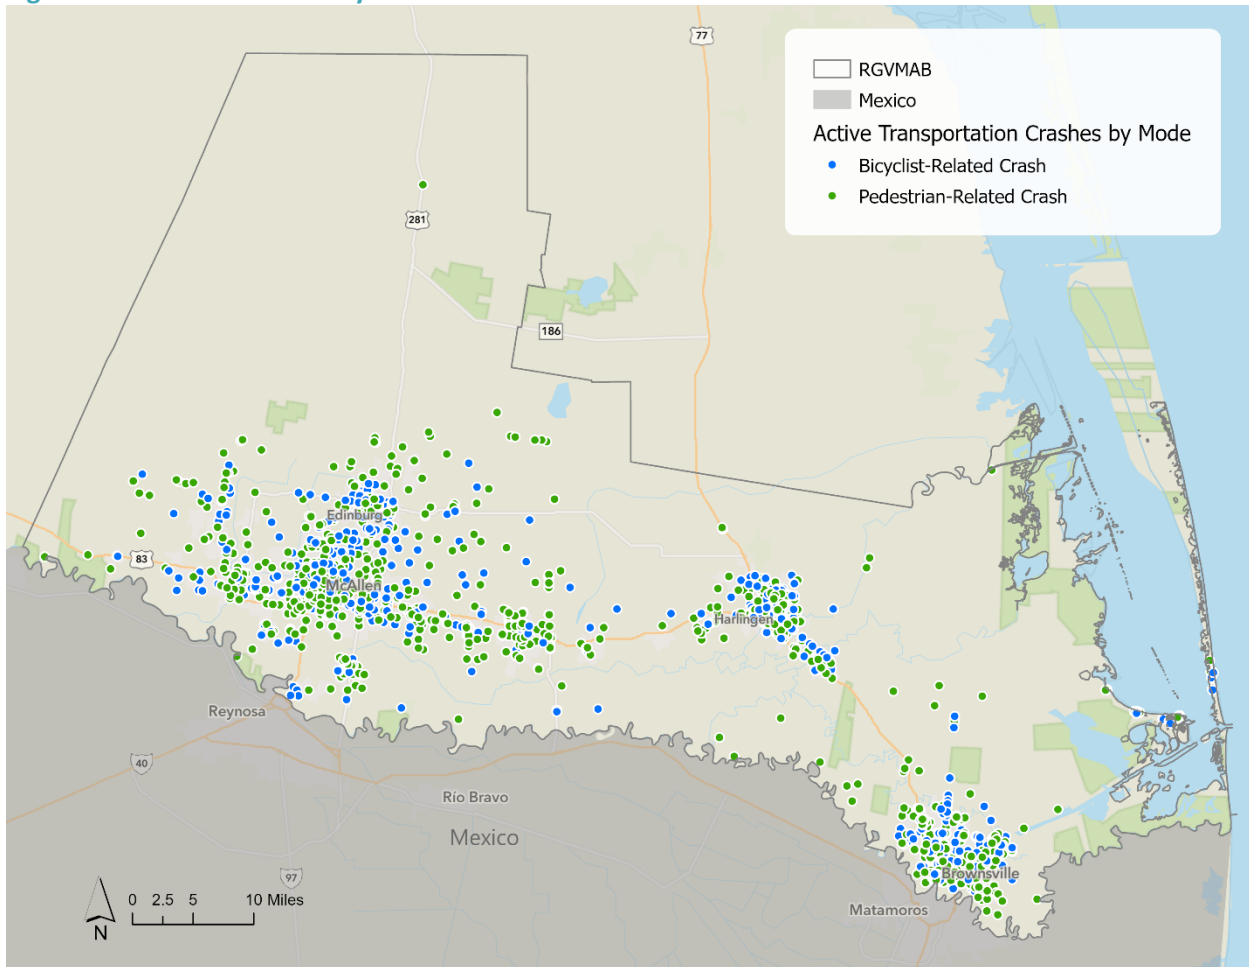 77
RGVMAB
Mexico
Active Transportation Crashes by Mode
Bicyclist-Related Crash
Pedestrian-Related Crash
281
186
Edinburg
83
McAllen
Harlingen
Reynosa
40
Río Bravo
Mexico
97
Brownsville
Matamoros
0 2.5 5 10 Miles
N